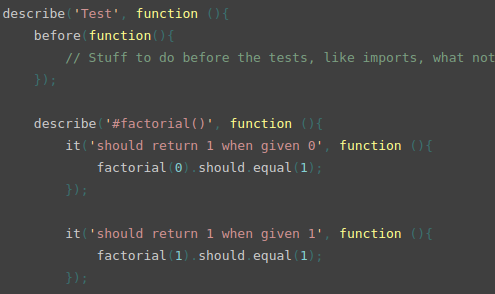 describe('Test', function (){
before(function(){
// Stuff to do before the tests, like imports, what not
});
describe('#factorial()', function (){
it('should return 1 when given 0', function (){
factorial(0).should.equal(1);
});
it('should return 1 when given 1', function (){
factorial(1).should.equal(1);
});